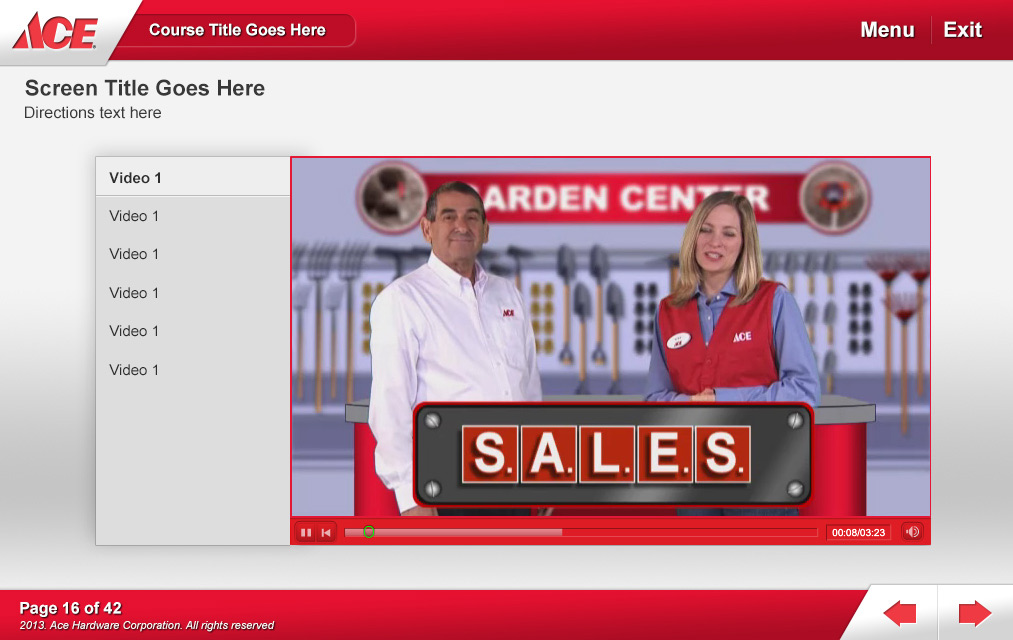 ACE
Course Title Goes Here
Menu
Exit
Screen Title Goes Here
Directions text here
Video 1
Video 1
Video 1
Video 1
Video 1
Video 1
GARDEN CENTER
ACE
ACE
S.A.L.E.S.
00:08/03:23
Page 16 of 42
2013. Ace Hardware Corporation. All rights reserved